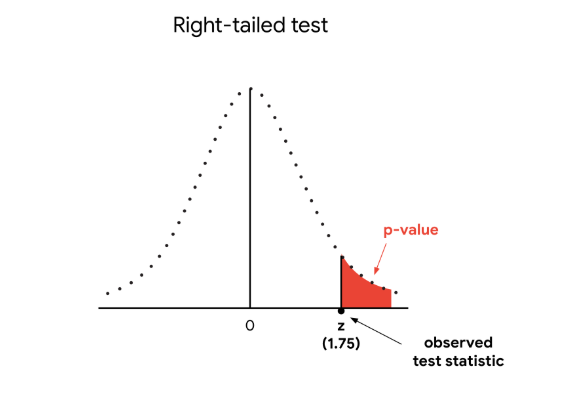 Right-tailed test
p-value
0
z
(1.75)
observed
test statistic